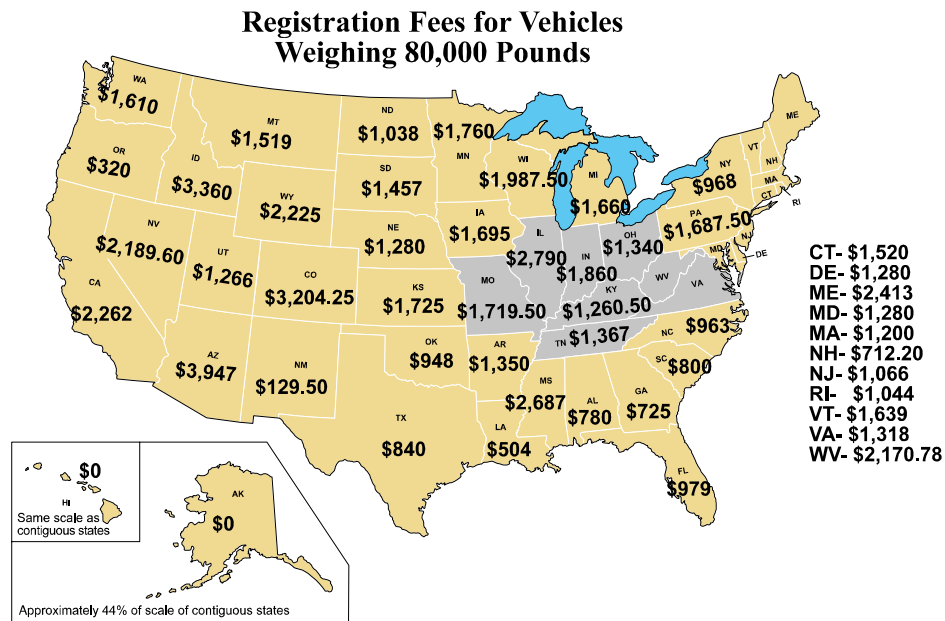 Registration Fees for Vehicles
Weighing 80,000 Pounds
WA
$1,610
MT
$1,519
ND
$1,038
$1,760
MN
OR
$320
ID
$3,360
WY
$2,225
SD
$1,457
WI
$1,987.50
MI
$1,660
NY
$968
VT
NH
ME
MA
CT
RI
NV
$2,189.60
UT
$1,266
CO
$3,204.25
NE
$1,280
IA
$1,695
IL
$2,790
IN
$1,860
OH
$1,340
PA
$1,687.50
NJ
MD
DE
CA
$2,262
KS
$1,725
MO
$1,719.50
KY
$1,260.50
WV
VA
AZ
$3,947
NM
$129.50
OK
$948
AR
$1,350
TN $1,367
NC $963
SC
$800
TX
$840
LA
$504
MS
$2,687
AL
$780
GA
$725
FL
$979
CT- $1,520
DE- $1,280
ME- $2,413
MD- $1,280
MA- $1,200
NH- $712.20
NJ- $1,066
RI- $1,044
VT- $1,639
VA- $1,318
WV- $2,170.78
$0
HI
Same scale as
contiguous states
AK
$0
Approximately 44% of scale of contiguous states